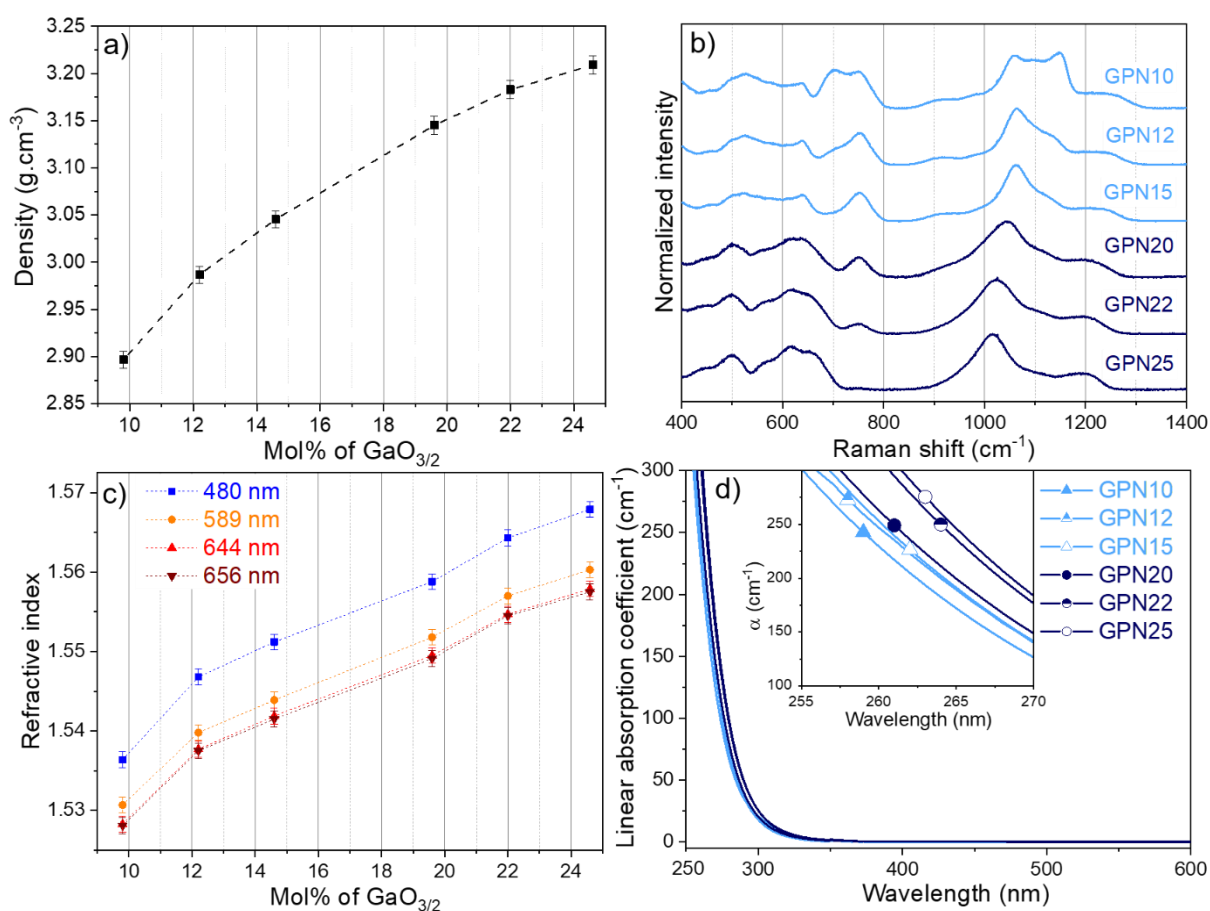 a)
Density (g.cm-3)
3.25
3.20
3.15
3.10
3.05
3.00
2.95
2.90
2.85
10 12 14 16 18 20 22 24
Mol% of GaO3/2
b)
Normalized intensity
GPN10
GPN12
GPN15
GPN20
GPN22
GPN25
400 600 800 1000 1200 1400
Raman shift (cm-1)
c)
Refractive index
480 nm
589 nm
644 nm
656 nm
1.57
1.56
1.55
1.54
1.53
10 12 14 16 18 20 22 24
Mol% of GaO3/2
d)
Linear absorption coefficient (cm-1)
300
250
200
150
100
50
0
250 300 400 500 600
Wavelength (nm)
α (cm-1)
250
200
150
100
255 260 265 270
Wavelength (nm)
GPN10
GPN12
GPN15
GPN20
GPN22
GPN25